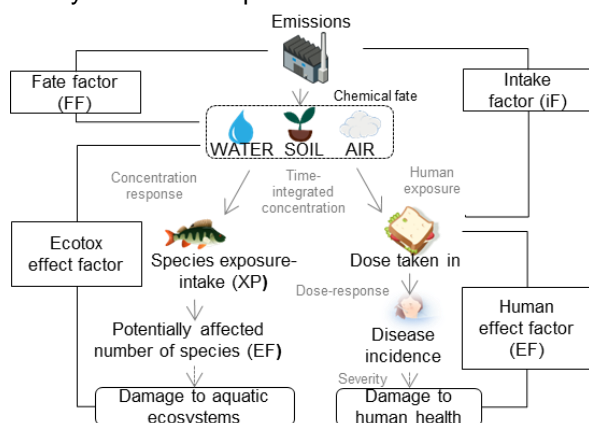 Emissions
Fate factor
(FF)
Intake
factor (iF)
Chemical fate
WATER SOIL AIR
Concentration
response
Time-
integrated
concentration
Human
exposure
Ecotox
effect factor
Species exposure-
intake (XP)
Dose taken in
Dose-response
Human
effect factor
(EF)
Potentially affected
number of species (EF)
Disease
incidence
Severity
Damage to aquatic
ecosystems
Damage to
human health